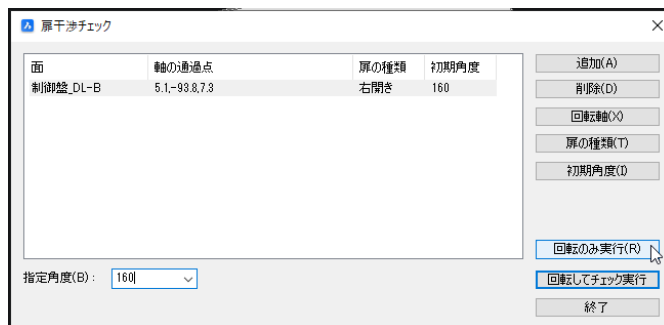 扉干渉チェック
面 軸の通過点 扉の種類 初期角度
制御盤_DL-B 5.1,-93.8,7.3 右開き 160
追加(A)
削除(D)
回転軸(X)
扉の種類(T)
初期角度(I)
回転のみ実行(R)
指定角度(B)： 160
回転してチェック実行
終了